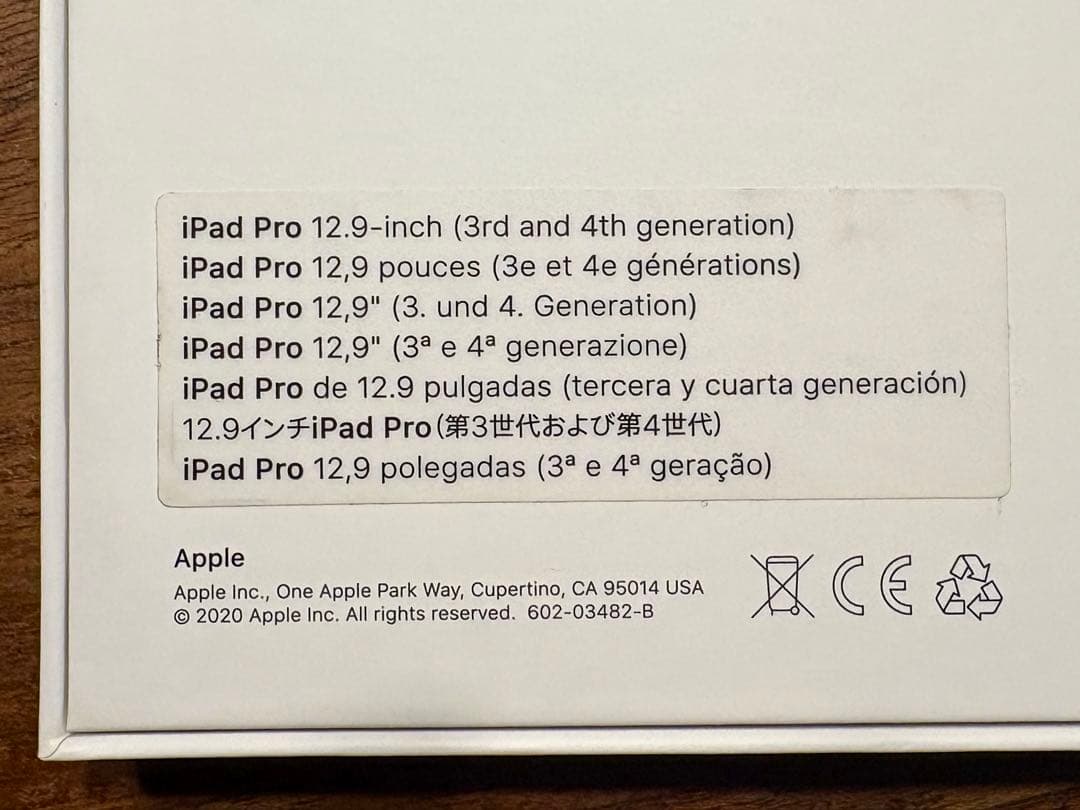 iPad Pro 12.9-inch (3rd and 4th generation)
iPad Pro 12,9 pouces (3e et 4e générations)
iPad Pro 12,9" (3. und 4. Generation)
iPad Pro 12,9" (3ª e 4ª generazione)
iPad Pro de 12.9 pulgadas (tercera y cuarta generación)
12.9インチiPad Pro(第3世代および第4世代)
iPad Pro 12,9 polegadas (3ª e 4ª geração)
Apple
Apple Inc., One Apple Park Way, Cupertino, CA 95014 USA
© 2020 Apple Inc. All rights reserved. 602-03482-B
CE